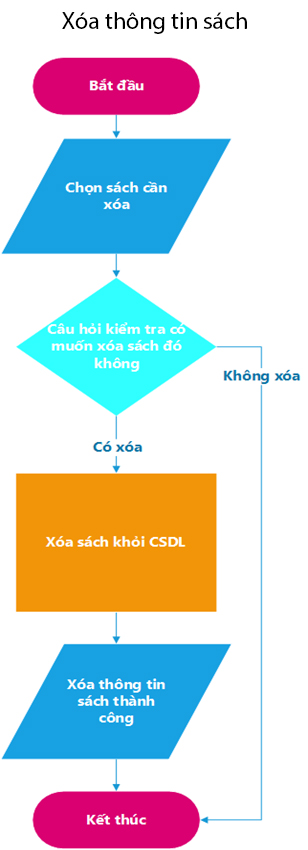 Xóa thông tin sách
Bắt đầu
Chọn sách cần
xóa
Câu hỏi kiểm tra có
muốn xóa sách đó
không
Không xóa
Có xóa
Xóa sách khỏi CSDL
Xóa thông tin
sách thành
công
Kết thúc